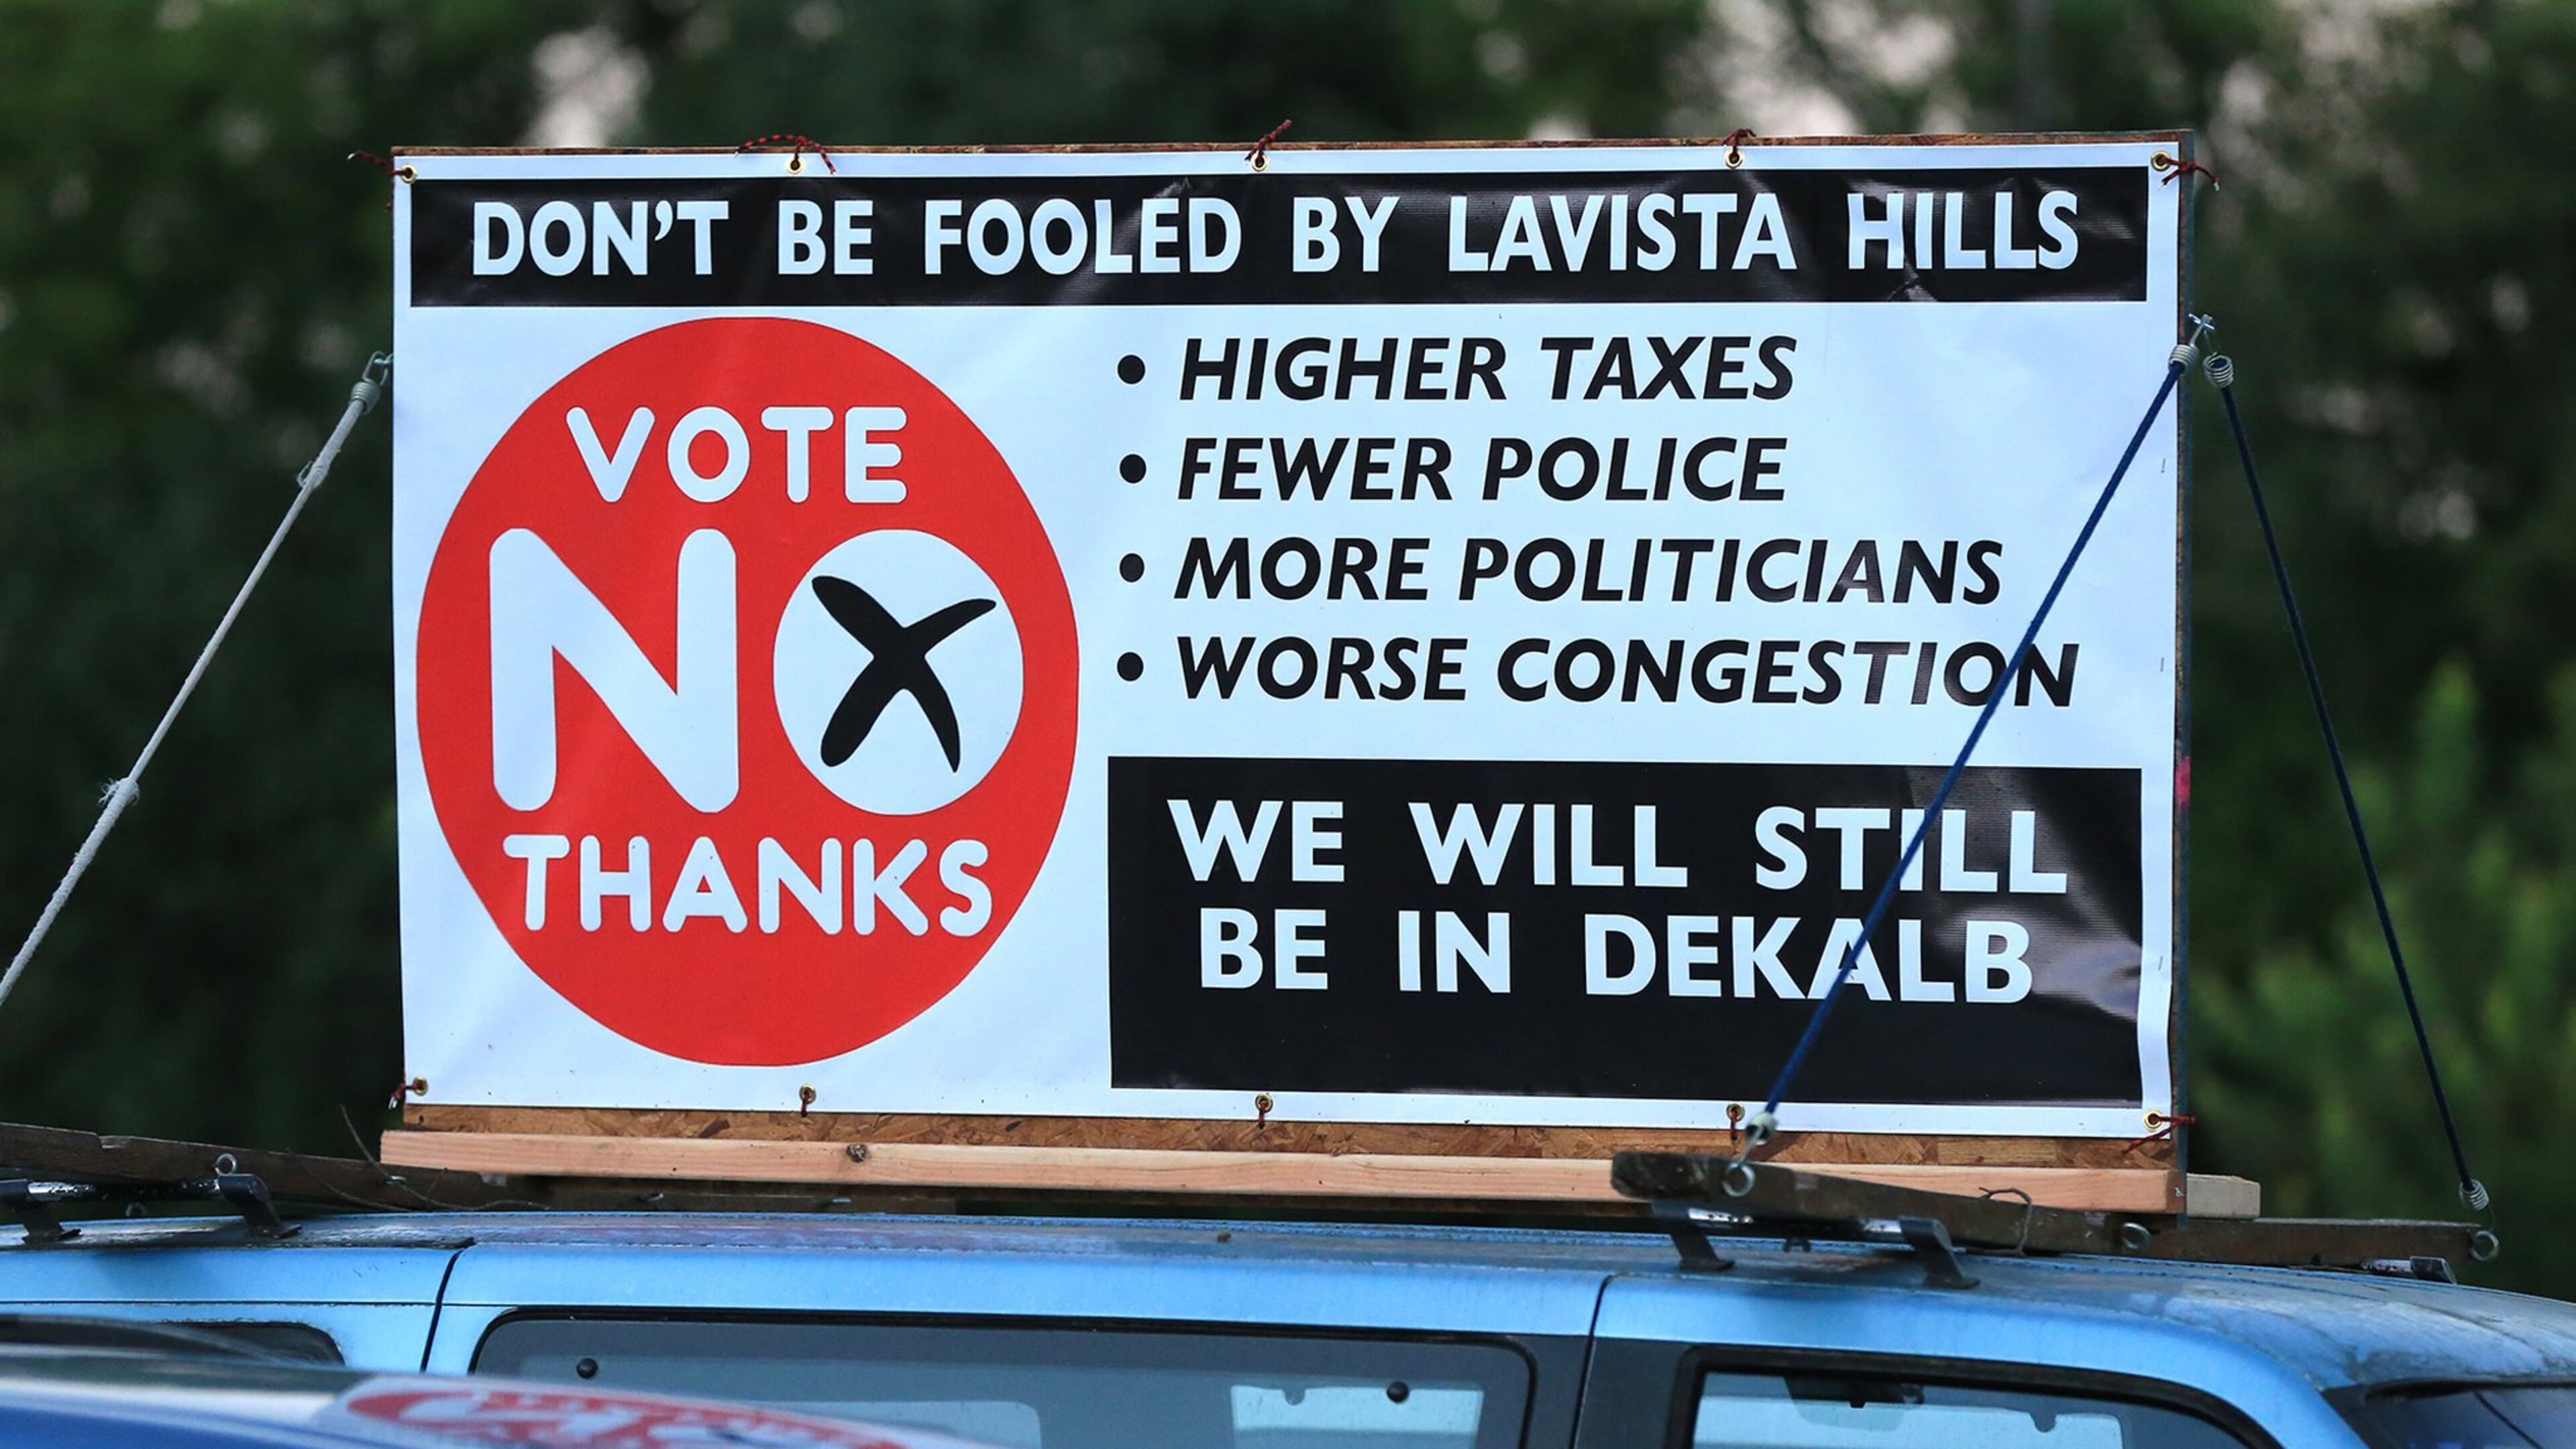 DON'T BE FOOLED BY LAVISTA HILLS
VOTE
NO
THANKS
• HIGHER TAXES
• FEWER POLICE
• MORE POLITICIANS
• WORSE CONGESTION
WE WILL STILL
BE IN DEKALB